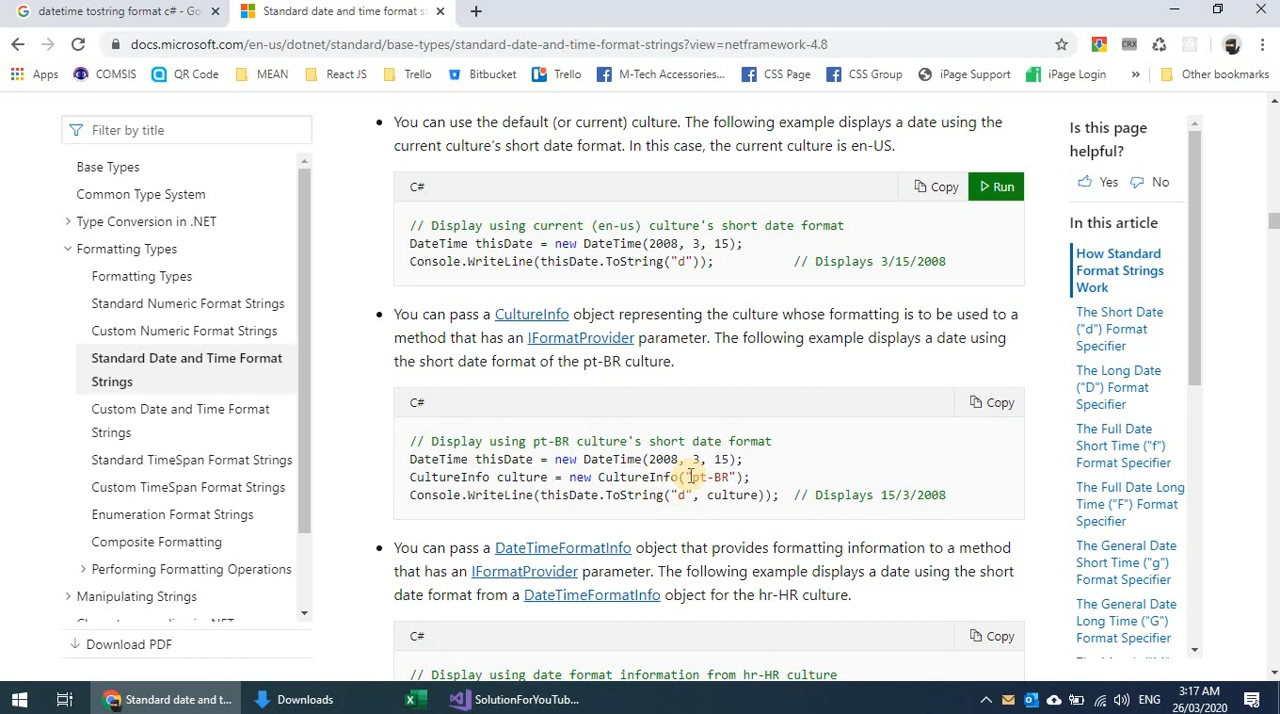 datetime tostring format c# - Go
Standard date and time format s
docs.microsoft.com/en-us/dotnet/standard/base-types/standard-date-and-time-format-strings?view=netframework-4.8
CRX
Apps COMSIS QR Code MEAN React JS Trello Bitbucket Trello M-Tech Accessories... CSS Page CSS Group iPage Support iPage Login » Other bookmarks
Filter by title
Base Types
Common Type System
Type Conversion in .NET
Formatting Types
Formatting Types
Standard Numeric Format Strings
Custom Numeric Format Strings
Standard Date and Time Format
Strings
Custom Date and Time Format
Strings
Standard TimeSpan Format Strings
Custom TimeSpan Format Strings
Enumeration Format Strings
Composite Formatting
Performing Formatting Operations
Manipulating Strings
Download PDF
• You can use the default (or current) culture. The following example displays a date using the
current culture's short date format. In this case, the current culture is en-US.
C# Copy Run
// Display using current (en-us) culture's short date format
DateTime thisDate = new DateTime(2008, 3, 15);
Console.WriteLine(thisDate.ToString("d")); // Displays 3/15/2008
• You can pass a CultureInfo object representing the culture whose formatting is to be used to a
method that has an IFormatProvider parameter. The following example displays a date using
the short date format of the pt-BR culture.
C# Copy
// Display using pt-BR culture's short date format
DateTime thisDate = new DateTime(2008, 3, 15);
CultureInfo culture = new CultureInfo("pt-BR");
Console.WriteLine(thisDate.ToString("d", culture)); // Displays 15/3/2008
• You can pass a DateTimeFormatInfo object that provides formatting information to a method
that has an IFormatProvider parameter. The following example displays a date using the short
date format from a DateTimeFormatInfo object for the hr-HR culture.
C# Copy
// Display using date format information from hr-HR culture
Is this page
helpful?
Yes No
In this article
How Standard
Format Strings
Work
The Short Date
("d") Format
Specifier
The Long Date
("D") Format
Specifier
The Full Date
Short Time ("f")
Format Specifier
The Full Date Long
Time ("F") Format
Specifier
The General Date
Short Time ("g")
Format Specifier
The General Date
Long Time ("G")
Format Specifier
Standard date and t...
Downloads
SolutionForYouTub...
ENG
3:17 AM
26/03/2020